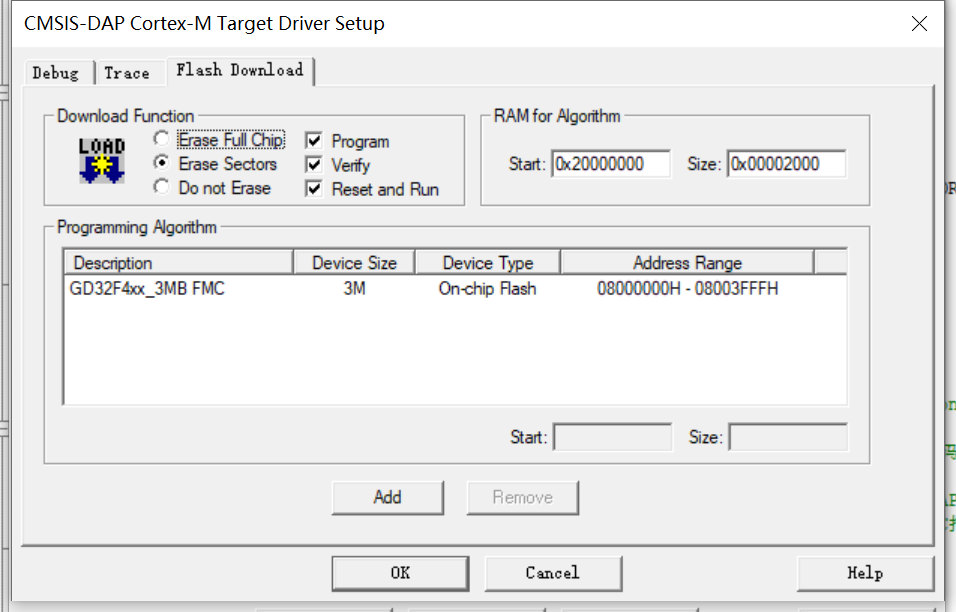 CMSIS-DAP Cortex-M Target Driver Setup
Debug Trace Flash Download
Download Function
LOAD
Erase Full Chip
Erase Sectors
Do not Erase
Program
Verify
Reset and Run
RAM for Algorithm
Start: 0x20000000 Size: 0x00002000
Programming Algorithm
Description Device Size Device Type Address Range
GD32F4xx_3MB FMC 3M On-chip Flash 08000000H - 08003FFFH
Start: Size:
Add Remove
OK Cancel Help